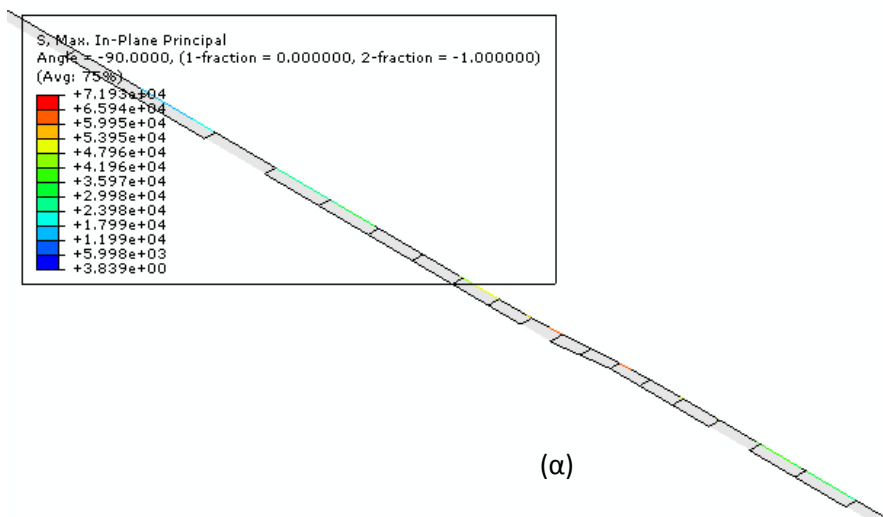 S, Max. In-Plane Principal
Angle = -90.0000, (1-fraction = 0.000000, 2-fraction = -1.000000)
(Avg: 75%)
+7.193e+04
+6.594e+04
+5.995e+04
+5.395e+04
+4.796e+04
+4.196e+04
+3.597e+04
+2.998e+04
+2.398e+04
+1.799e+04
+1.199e+04
+5.998e+03
+3.839e+00
(α)